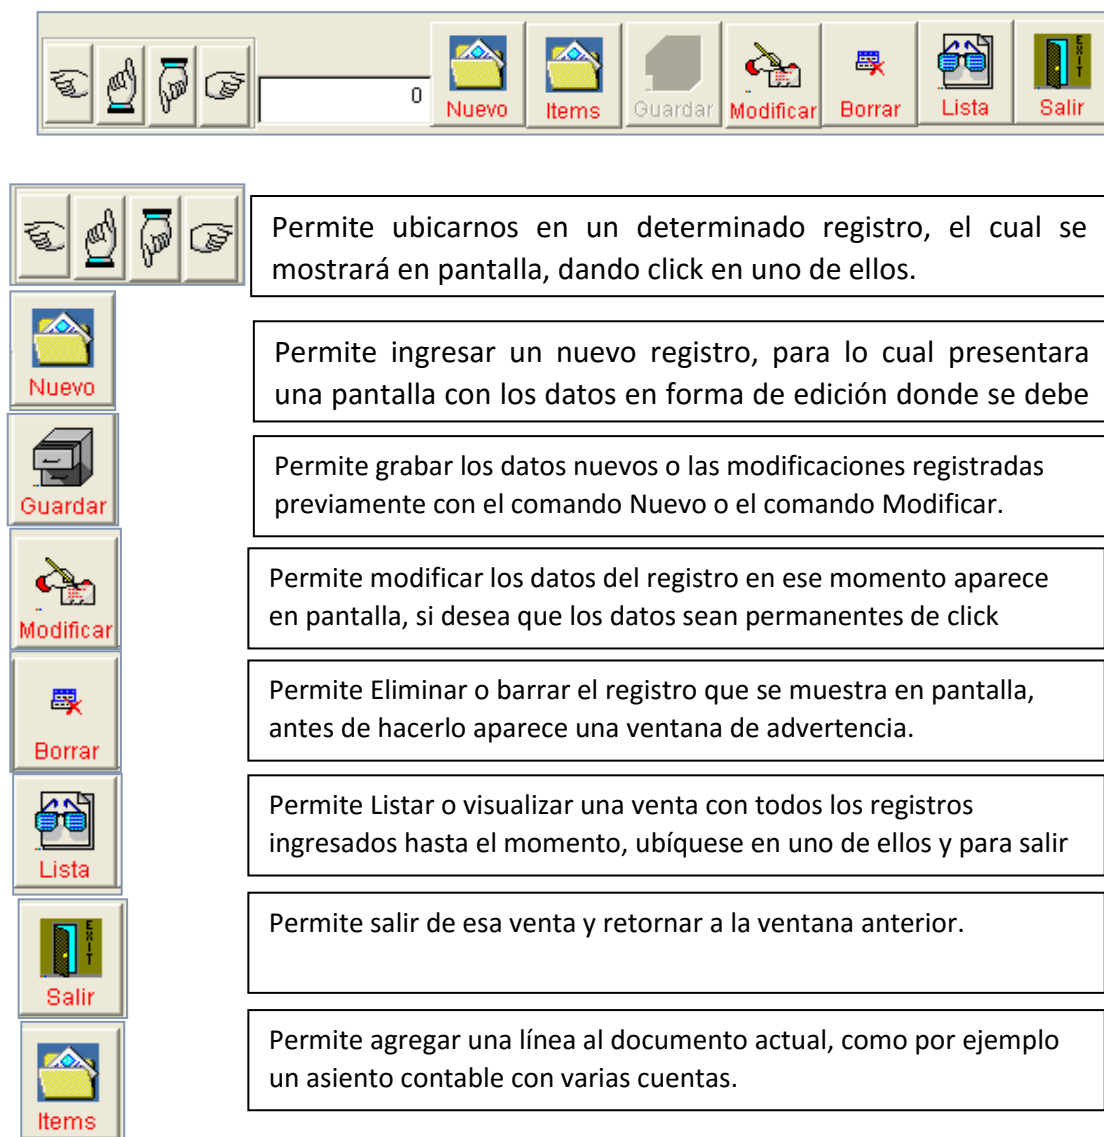 0
Nuevo
Items
Guardar
Modificar
Borrar
Lista
EXIT
Salir
Permite ubicarnos en un determinado registro, el cual se
mostrará en pantalla, dando click en uno de ellos.
Nuevo
Permite ingresar un nuevo registro, para lo cual presentara
una pantalla con los datos en forma de edición donde se debe
Guardar
Permite grabar los datos nuevos o las modificaciones registradas
previamente con el comando Nuevo o el comando Modificar.
Modificar
Permite modificar los datos del registro en ese momento aparece
en pantalla, si desea que los datos sean permanentes de click
Borrar
Permite Eliminar o barrar el registro que se muestra en pantalla,
antes de hacerlo aparece una ventana de advertencia.
Lista
Permite Listar o visualizar una venta con todos los registros
ingresados hasta el momento, ubíquese en uno de ellos y para salir
EXIT
Salir
Permite salir de esa venta y retornar a la ventana anterior.
Items
Permite agregar una línea al documento actual, como por ejemplo
un asiento contable con varias cuentas.